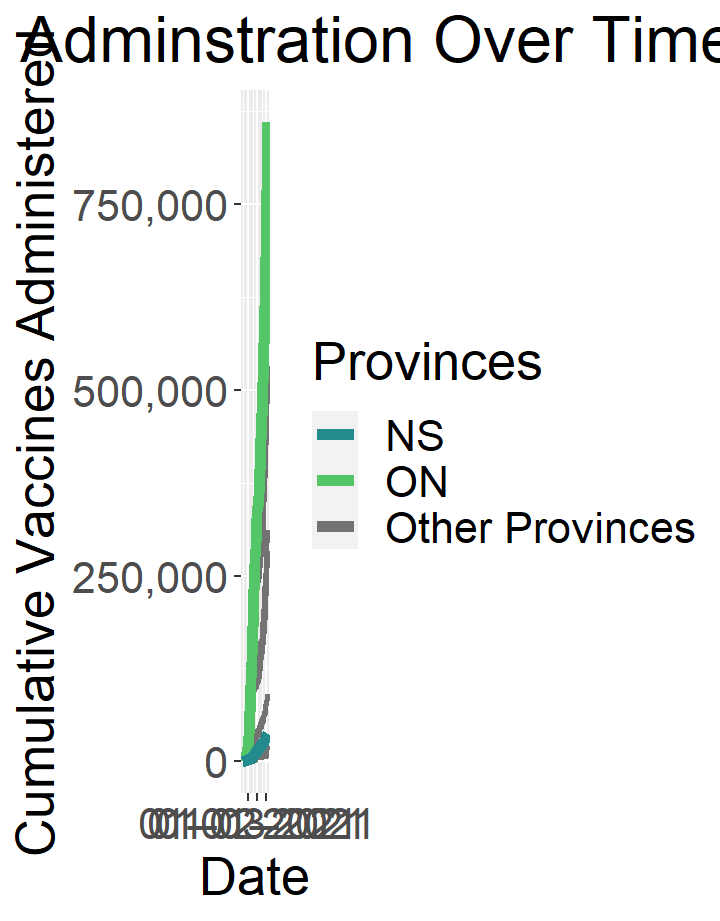 Adminstration Over Time
Cumulative Vaccines Administered
750,000
500,000
250,000
0
Provinces
NS
ON
Other Provinces
Date